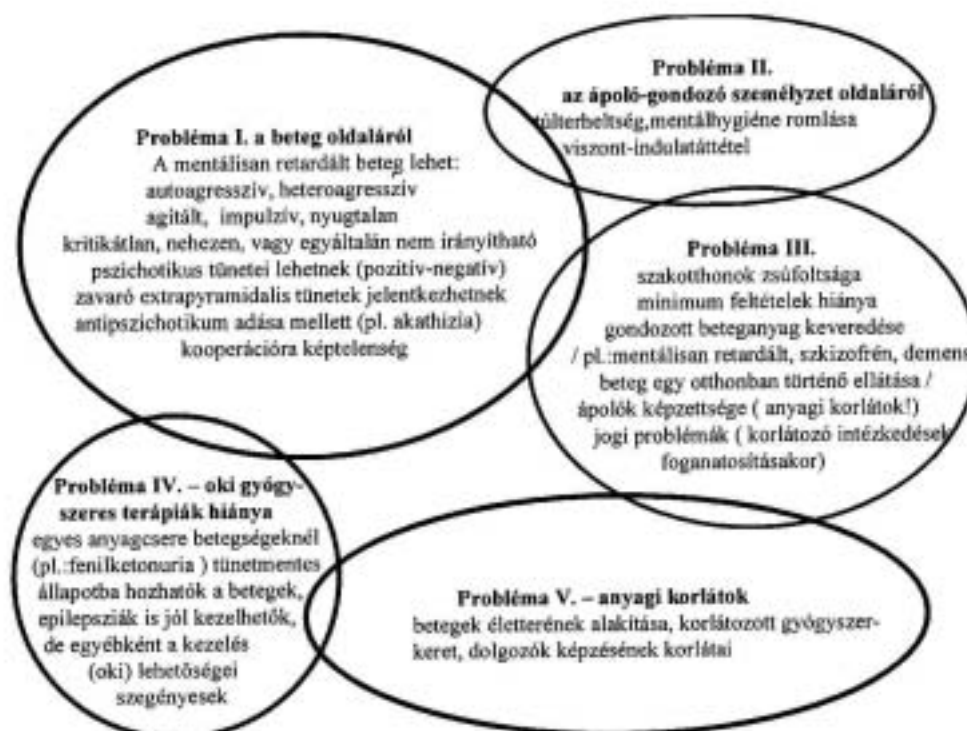 Probléma I. a beteg oldaláról
A mentálisan retardált beteg lehet:
autoagresszív, heteroagresszív
agitált, impulzív, nyugtalan
kritikátlan, nehezen, vagy egyáltalán nem irányítható
pszichotikus tünetei lehetnek (pozitív-negatív)
zavaró extrapyramidalis tünetek jelentkezhetnek
antipszichotikum adása mellett (pl. akathizia)
kooperációra képtelenség
Probléma II.
az ápoló-gondozó személyzet oldaláról
túlterheltség,mentálhygiéne romlása
viszont-indulatáttétel
Probléma III.
szakotthonok zsúfoltsága
minimum feltételek hiánya
gondozott beteganyag keveredése
/ pl.:mentálisan retardált, szkizofrén, demens
beteg egy otthonban történő ellátása /
ápolók képzettsége ( anyagi korlátok!)
jogi problémák ( korlátozó intézkedések
foganatosításakor)
Probléma IV. – oki gyógy-
szeres terápiák hiánya
egyes anyagcsere betegségeknél
(pl.:fenilketonuria ) tünetmentes
állapotba hozhatók a betegek,
epilepsziák is jól kezelhetők,
de egyébként a kezelés
(oki) lehetőségei
szegényesek
Probléma V. – anyagi korlátok
betegek életterének alakítása, korlátozott gyógyszer-
keret, dolgozók képzésének korlátai